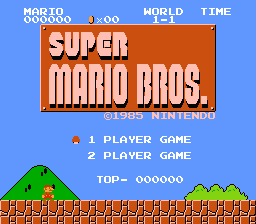 MARIO WORLD TIME
000000 ×00 1-1
SUPER
MARIO BROS.
©1985 NINTENDO
1 PLAYER GAME
2 PLAYER GAME
TOP- 000000